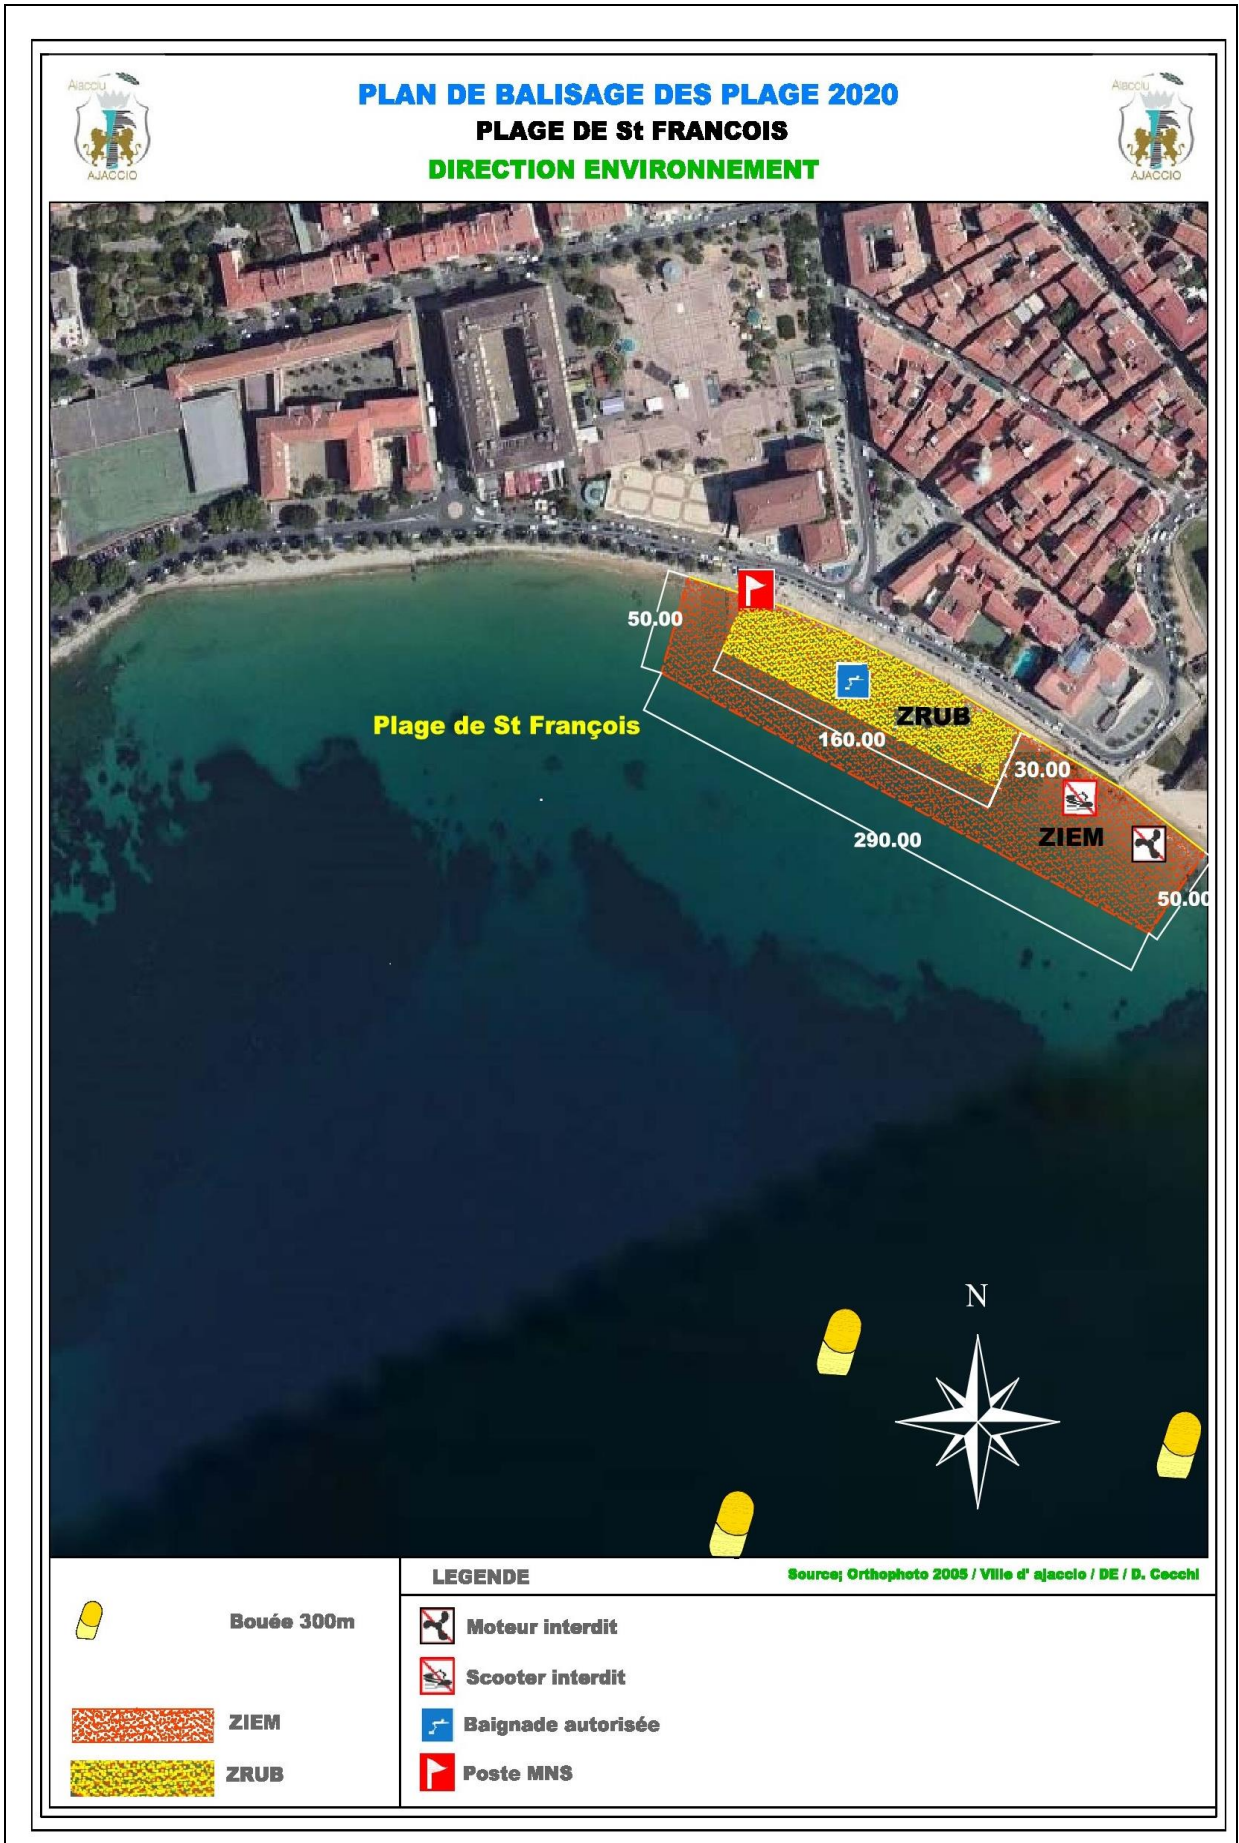 Aiacciu
AJACCIO
PLAN DE BALISAGE DES PLAGE 2020
PLAGE DE St FRANCOIS
DIRECTION ENVIRONNEMENT
Aiacciu
AJACCIO
50.00
Plage de St François
ZRUB
160.00
30.00
ZIEM
290.00
50.00
N
LEGENDE
Source; Orthophoto 2005 / Ville d' ajaccio / DE / D. Cecchi
Bouée 300m
ZIEM
ZRUB
Moteur interdit
Scooter interdit
Baignade autorisée
Poste MNS